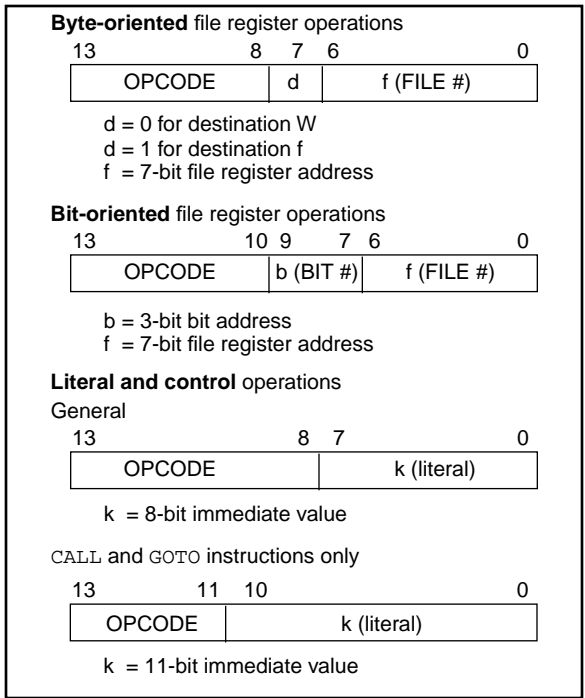 Byte-oriented file register operations
13 8 7 6 0
OPCODE d f (FILE #)
d = 0 for destination W
d = 1 for destination f
f = 7-bit file register address
Bit-oriented file register operations
13 10 9 7 6 0
OPCODE b (BIT #) f (FILE #)
b = 3-bit bit address
f = 7-bit file register address
Literal and control operations
General
13 8 7 0
OPCODE k (literal)
k = 8-bit immediate value
CALL and GOTO instructions only
13 11 10 0
OPCODE k (literal)
k = 11-bit immediate value